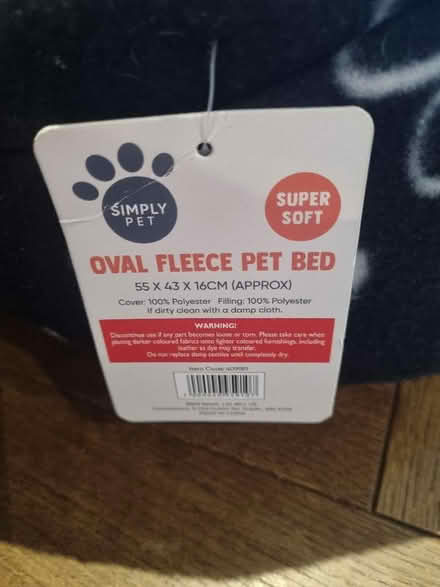 SIMPLY
PET
SUPER
SOFT
OVAL FLEECE PET BED
55 X 43 X 16CM (APPROX)
Cover: 100% Polyester Filling: 100% Polyester
If dirty clean with a damp cloth.
WARNING!
Discontinue use if any part becomes loose or torn. Please take care when
placing darker coloured fabrics onto lighter coloured furnishings, including
leather as dye may transfer.
Do not replace damp textiles until completely dry.
Item Code: